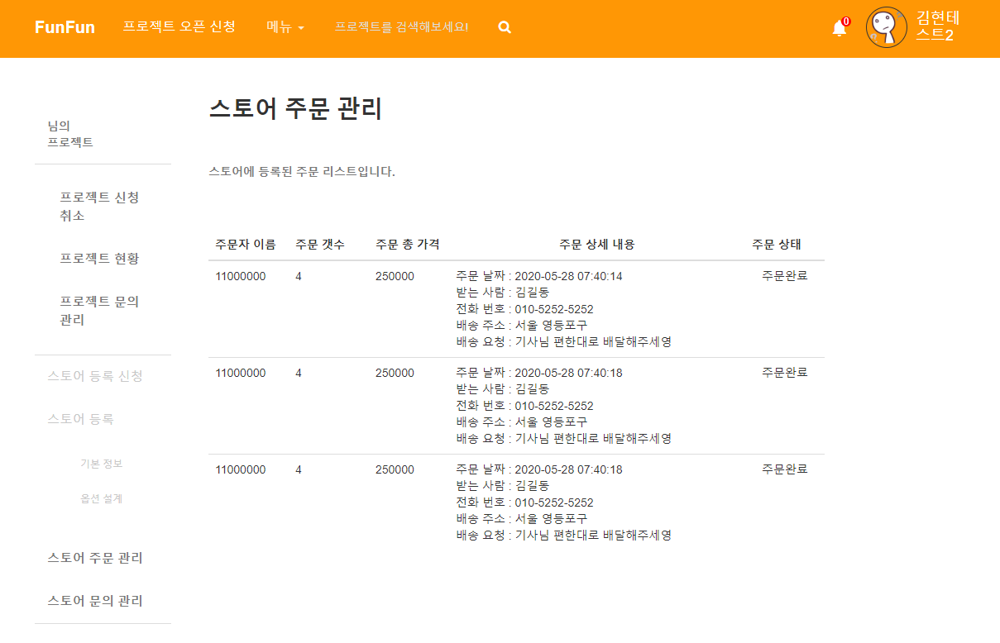 FunFun 프로젝트 오픈 신청 메뉴 프로젝트를 검색해보세요! 0 김현테
스트2
스토어 주문 관리
님의
프로젝트
스토어에 등록된 주문 리스트입니다.
프로젝트 신청
취소
프로젝트 현황
프로젝트 문의
관리
스토어 등록 신청
스토어 등록
기본 정보
옵션 설계
스토어 주문 관리
스토어 문의 관리
주문자 이름 주문 갯수 주문 총 가격 주문 상세 내용 주문 상태
11000000 4 250000 주문 날짜 : 2020-05-28 07:40:14 주문완료
받는 사람 : 김길동
전화 번호 : 010-5252-5252
배송 주소 : 서울 영등포구
배송 요청 : 기사님 편한대로 배달해주세영
11000000 4 250000 주문 날짜 : 2020-05-28 07:40:18 주문완료
받는 사람 : 김길동
전화 번호 : 010-5252-5252
배송 주소 : 서울 영등포구
배송 요청 : 기사님 편한대로 배달해주세영
11000000 4 250000 주문 날짜 : 2020-05-28 07:40:18 주문완료
받는 사람 : 김길동
전화 번호 : 010-5252-5252
배송 주소 : 서울 영등포구
배송 요청 : 기사님 편한대로 배달해주세영